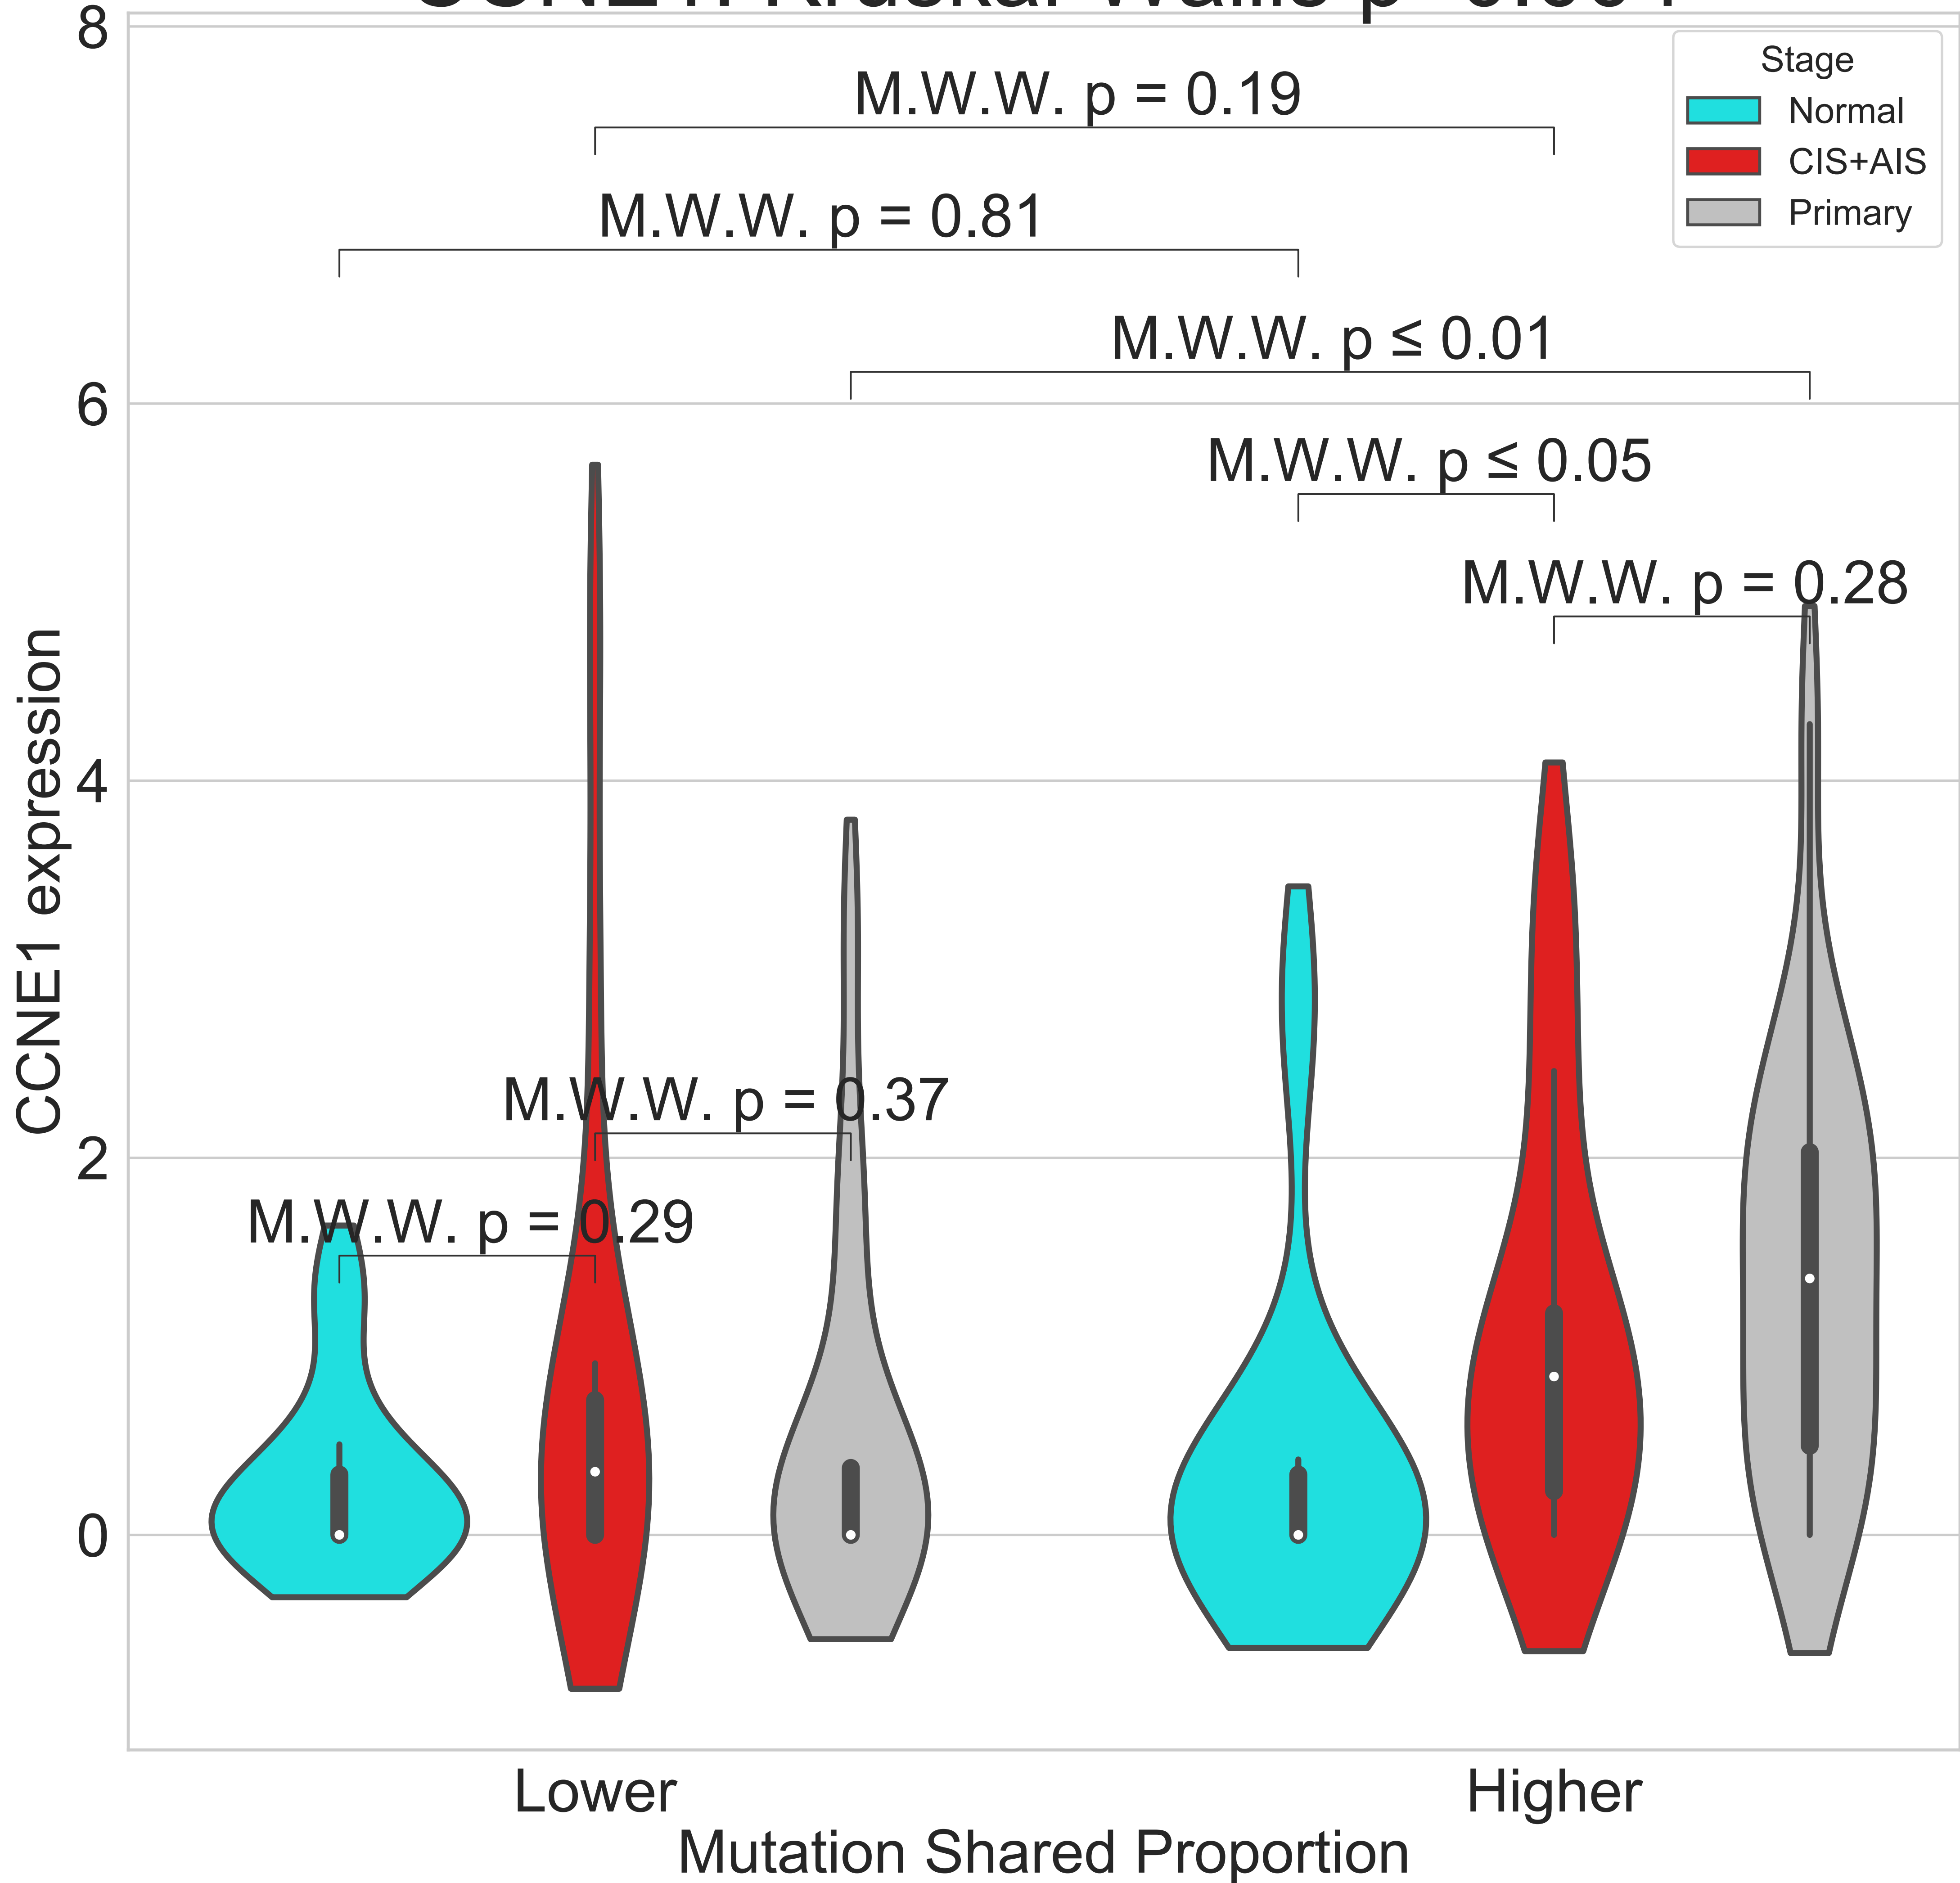 8
6
4
2
0
CCNE1 expression
M.W.W. p = 0.19
M.W.W. p = 0.81
M.W.W. p ≤ 0.01
M.W.W. p ≤ 0.05
M.W.W. p = 0.28
M.W.W. p = 0.37
M.W.W. p = 0.29
Stage
Normal
CIS+AIS
Primary
Lower
Higher
Mutation Shared Proportion